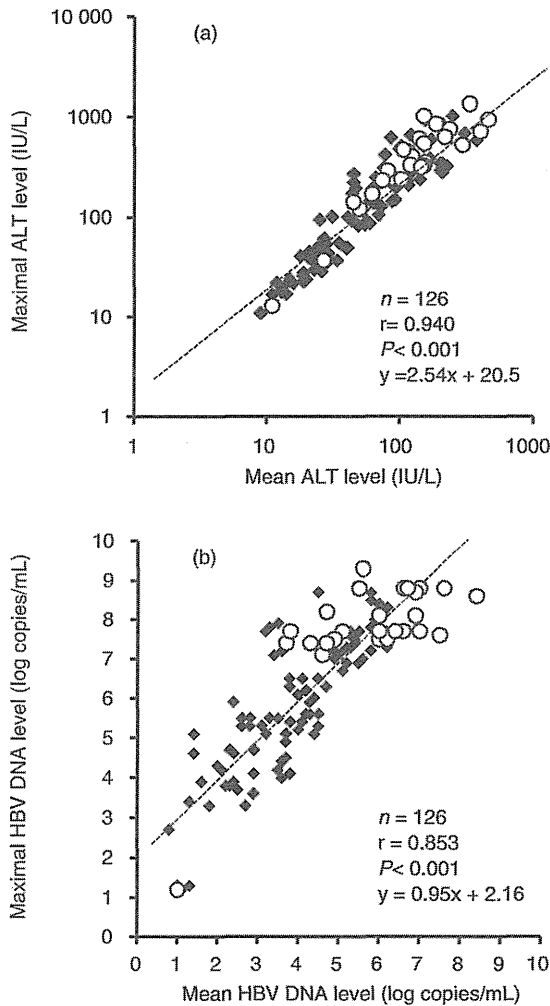 (a)
Maximal ALT level (IU/L)
10 000
1000
100
10
1
n = 126
r= 0.940
P< 0.001
y =2.54x + 20.5
1
10
100
1000
Mean ALT level (IU/L)
(b)
Maximal HBV DNA level (log copies/mL)
10
9
8
7
6
5
4
3
2
1
0
n = 126
r = 0.853
P< 0.001
y = 0.95x + 2.16
0 1 2 3 4 5 6 7 8 9 10
Mean HBV DNA level (log copies/mL)